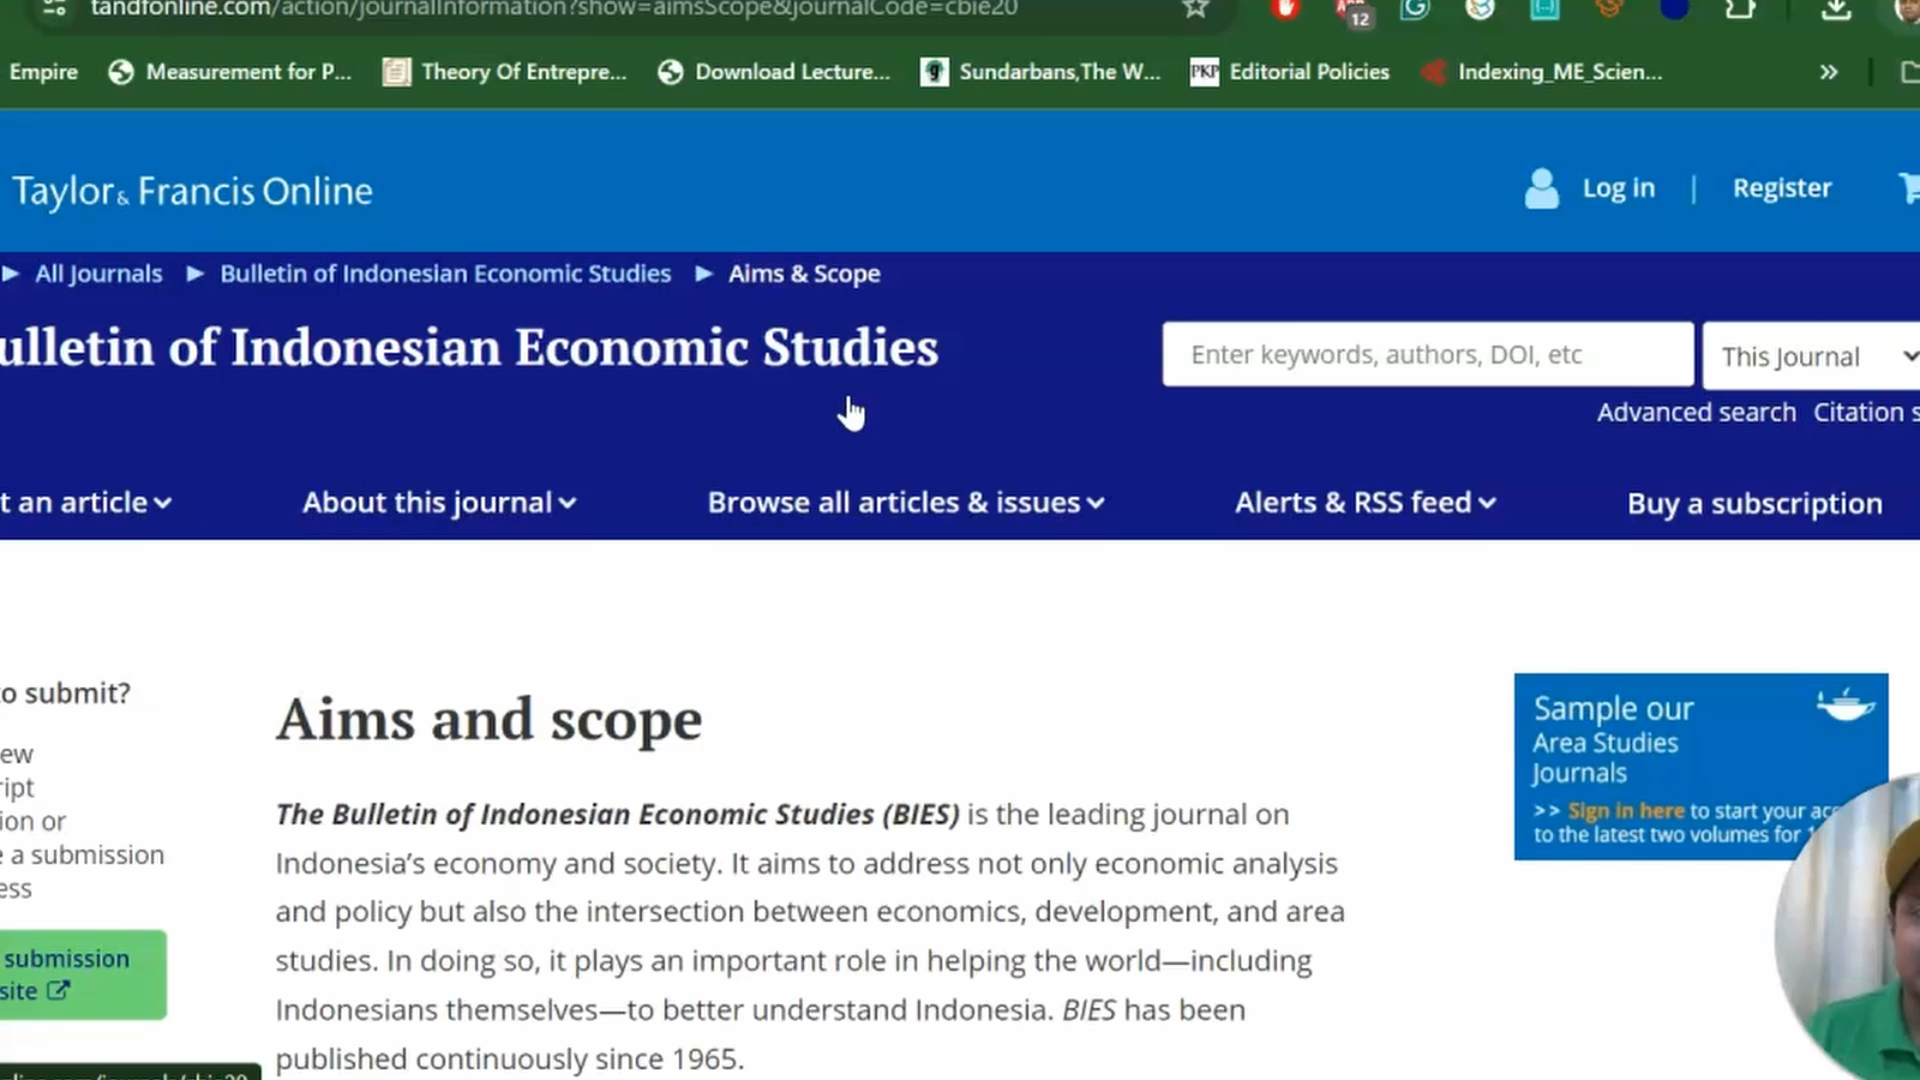 tandfonline.com/action/journalInformation?show=aimsScope&journalCode=cbie20
12
Empire Measurement for P... Theory Of Entrepre... Download Lecture... Sundarbans,The W... PKP Editorial Policies Indexing_ME_Scien... »
Taylor & Francis Online
Log in | Register
All Journals ▶ Bulletin of Indonesian Economic Studies ▶ Aims & Scope
ulletin of Indonesian Economic Studies
Enter keywords, authors, DOI, etc
This Journal
Advanced search Citation s
t an article About this journal Browse all articles & issues Alerts & RSS feed Buy a subscription
o submit?
ew
ript
ion or
e a submission
ess
submission
site
Aims and scope
The Bulletin of Indonesian Economic Studies (BIES) is the leading journal on
Indonesia’s economy and society. It aims to address not only economic analysis
and policy but also the intersection between economics, development, and area
studies. In doing so, it plays an important role in helping the world—including
Indonesians themselves—to better understand Indonesia. BIES has been
published continuously since 1965.
Sample our
Area Studies
Journals
>> Sign in here to start your acc
to the latest two volumes for